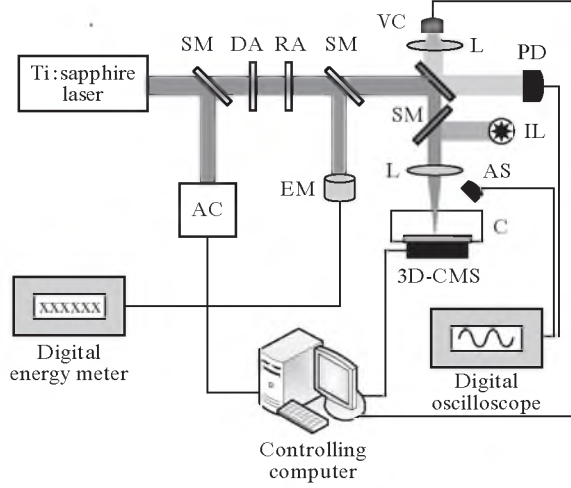 VC
L
SM
DA
RA
SM
PD
Ti:sapphire
laser
SM
IL
L
AS
EM
AC
C
3D-CMS
XXXXXX
Digital
energy meter
Digital
oscilloscope
Controlling
computer